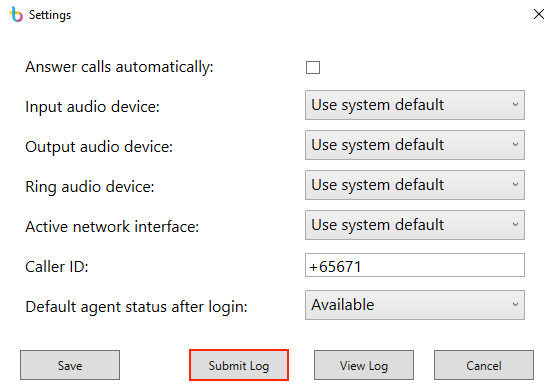 Settings
Answer calls automatically:
Input audio device: Use system default
Output audio device: Use system default
Ring audio device: Use system default
Active network interface: Use system default
Caller ID: +65671
Default agent status after login: Available
Save Submit Log View Log Cancel